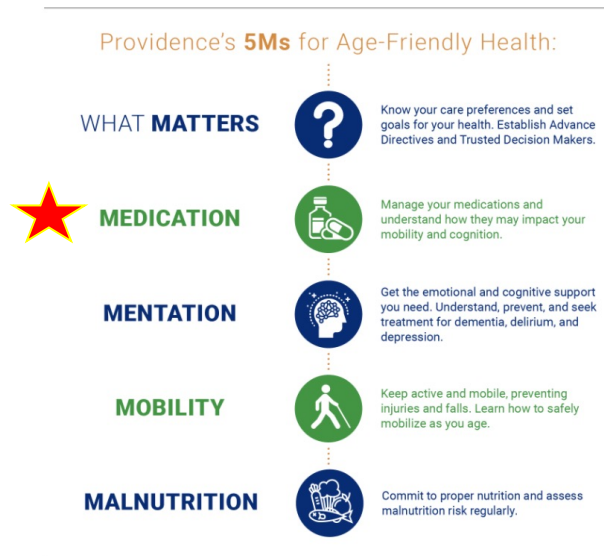 Providence's 5Ms for Age-Friendly Health:
WHAT MATTERS
Know your care preferences and set
goals for your health. Establish Advance
Directives and Trusted Decision Makers.
MEDICATION
Manage your medications and
understand how they may impact your
mobility and cognition.
MENTATION
Get the emotional and cognitive support
you need. Understand, prevent, and seek
treatment for dementia, delirium, and
depression.
MOBILITY
Keep active and mobile, preventing
injuries and falls. Learn how to safely
mobilize as you age.
MALNUTRITION
Commit to proper nutrition and assess
malnutrition risk regularly.